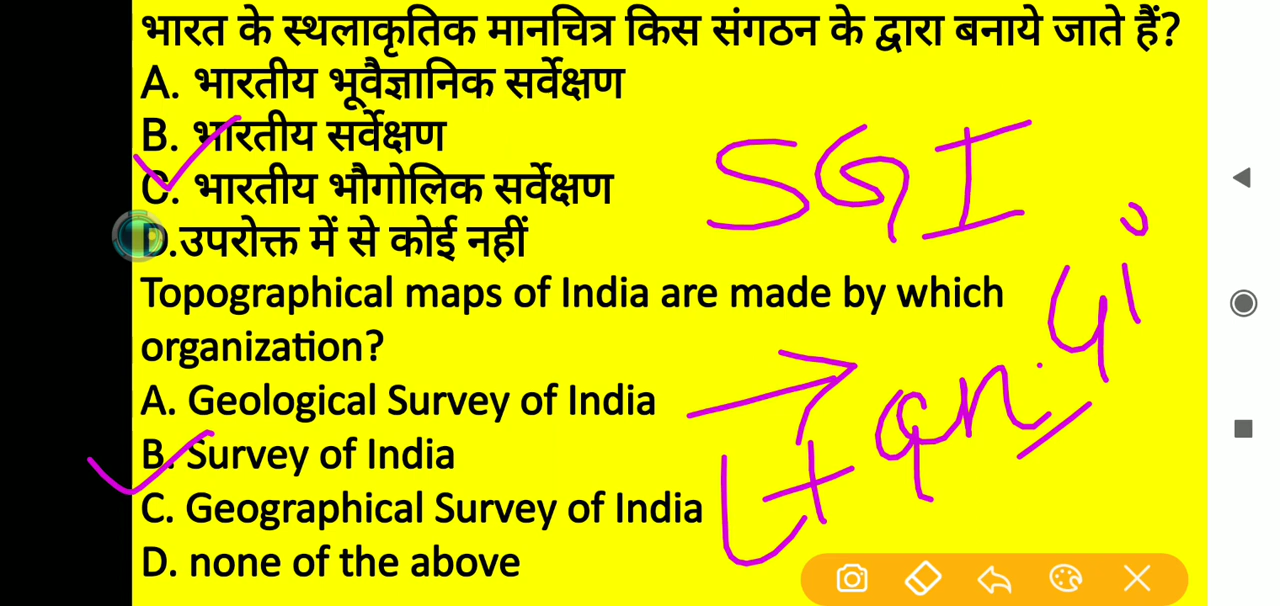 भारत के स्थलाकृतिक मानचित्र किस संगठन के द्वारा बनाये जाते हैं?
A. भारतीय भूवैज्ञानिक सर्वेक्षण
B. भारतीय सर्वेक्षण
C. भारतीय भौगोलिक सर्वेक्षण
D.उपरोक्त में से कोई नहीं
SGI
Topographical maps of India are made by which
organization?
A. Geological Survey of India
B. Survey of India
C. Geographical Survey of India
D. none of the above